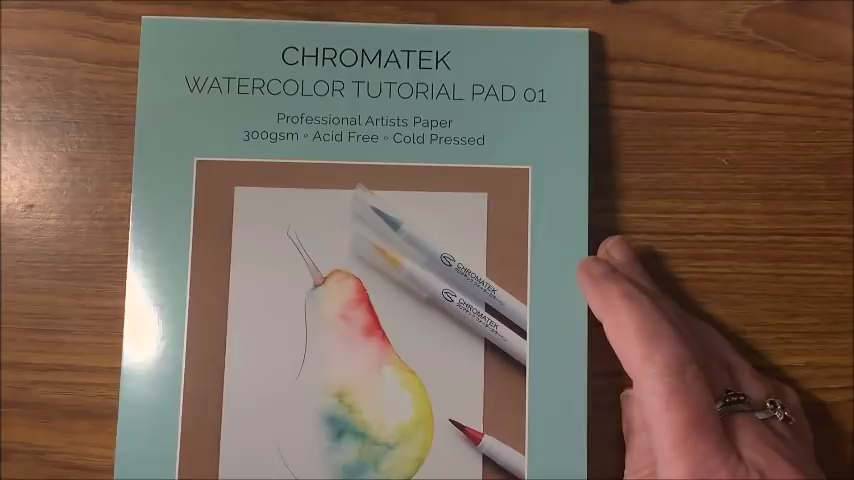 CHROMATEK
WATERCOLOR TUTORIAL PAD 01
Professional Artists Paper
300gsm ◦ Acid Free ◦ Cold Pressed
CHROMATEK
CHROMATEK